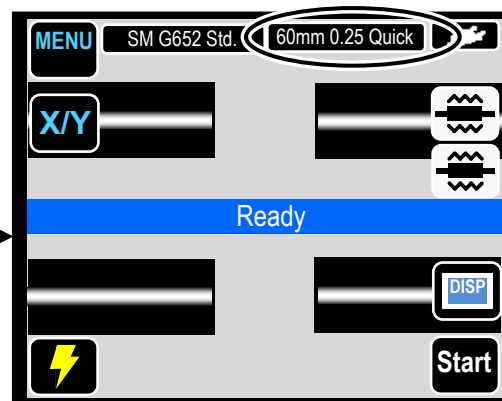 MENU SM G652 Std. 60mm 0.25 Quick
X/Y
Ready
DISP
Start